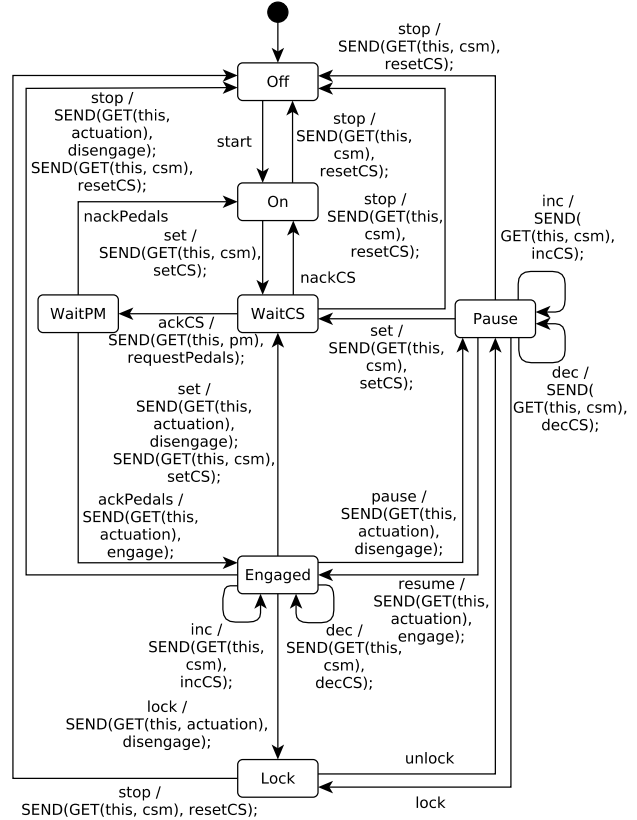 stop /
SEND(GET(this, csm),
resetCS);
Off
stop /
SEND(GET(this,
actuation),
disengage);
SEND(GET(this, csm),
resetCS);
start
stop /
SEND(GET(this,
csm),
resetCS);
On
nackPedals
set /
SEND(GET(this, csm),
setCS);
stop /
SEND(GET(this,
csm),
resetCS);
nackCS
inc /
SEND(
GET(this, csm),
incCS);
WaitPM
WaitCS
Pause
ackCS /
SEND(GET(this, pm),
requestPedals);
set /
SEND(GET(this,
csm),
setCS);
dec /
SEND(
GET(this, csm),
decCS);
set /
SEND(GET(this,
actuation),
disengage);
SEND(GET(this, csm),
setCS);
ackPedals /
SEND(GET(this,
actuation),
engage);
pause /
SEND(GET(this,
actuation),
disengage);
Engaged
resume /
SEND(GET(this,
actuation),
engage);
inc /
SEND(GET(this,
csm),
incCS);
dec /
SEND(GET(this,
csm),
decCS);
lock /
SEND(GET(this, actuation),
disengage);
Lock
unlock
lock
stop /
SEND(GET(this, csm), resetCS);